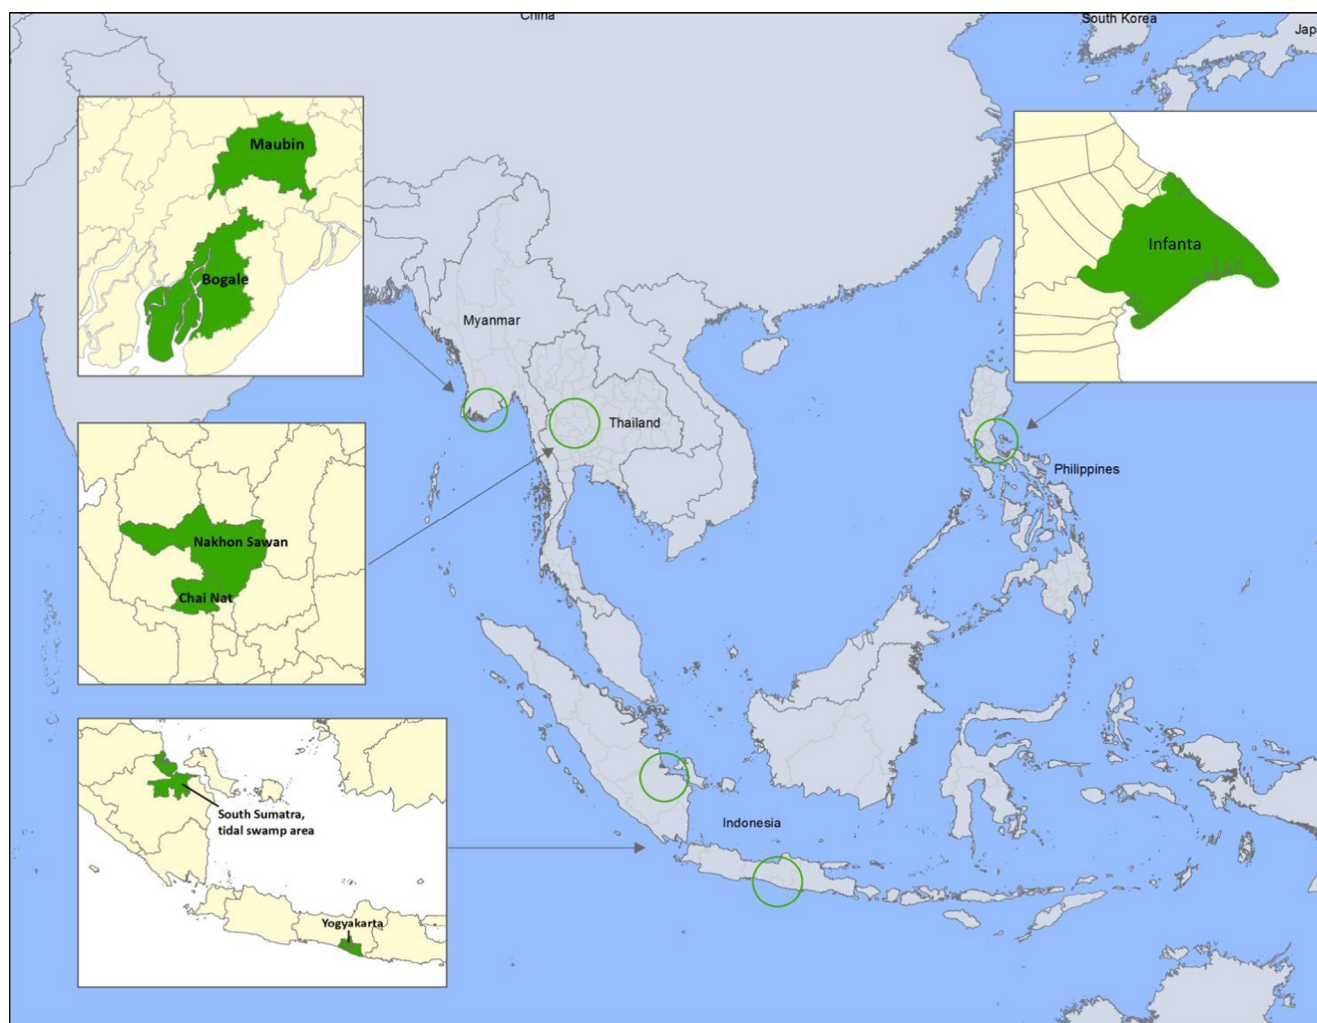 China
South Korea
Jap
Maubin
Bogale
Infanta
Myanmar
Thailand
Philippines
Nakhon Sawan
Chai Nat
South Sumatra,
tidal swamp area
Indonesia
Yogyakarta